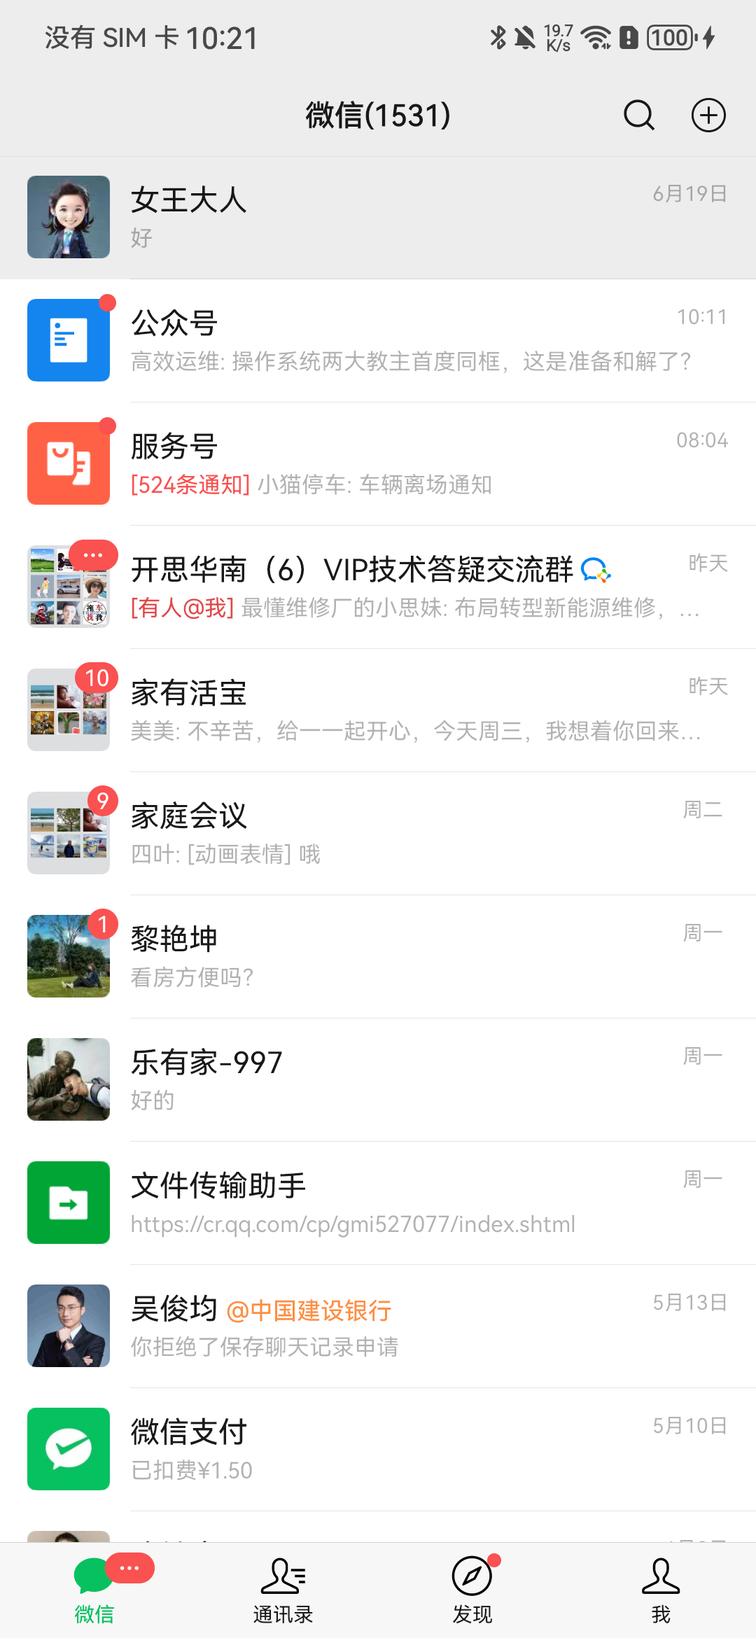 没有 SIM 卡 10:21
19.7 K/s
100
微信(1531)
女王大人
6月19日
好
公众号
10:11
高效运维: 操作系统两大教主首度同框，这是准备和解了？
服务号
08:04
[524条通知] 小猫停车: 车辆离场通知
开思华南（6）VIP技术答疑交流群
昨天
[有人@我] 最懂维修厂的小思妹: 布局转型新能源维修，…
10
家有活宝
昨天
美美: 不辛苦，给一一起开心，今天周三，我想着你回来…
9
家庭会议
周二
四叶: [动画表情] 哦
1
黎艳坤
周一
看房方便吗？
乐有家-997
周一
好的
文件传输助手
周一
https://cr.qq.com/cp/gmi527077/index.shtml
吴俊均 @中国建设银行
5月13日
你拒绝了保存聊天记录申请
微信支付
5月10日
已扣费¥1.50
微信
通讯录
发现
我